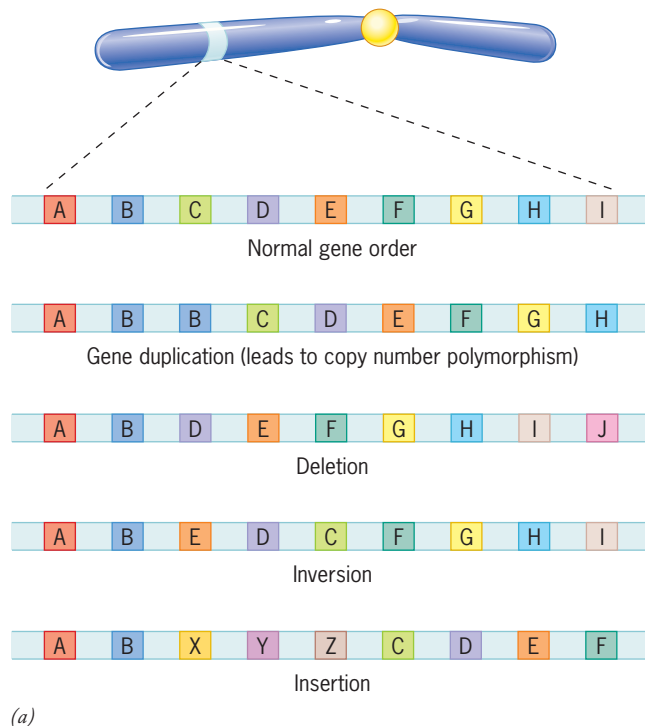 A B C D E F G H I
Normal gene order
A B B C D E F G H
Gene duplication (leads to copy number polymorphism)
A B D E F G H I J
Deletion
A B E D C F G H I
Inversion
A B X Y Z C D E F
Insertion
(a)